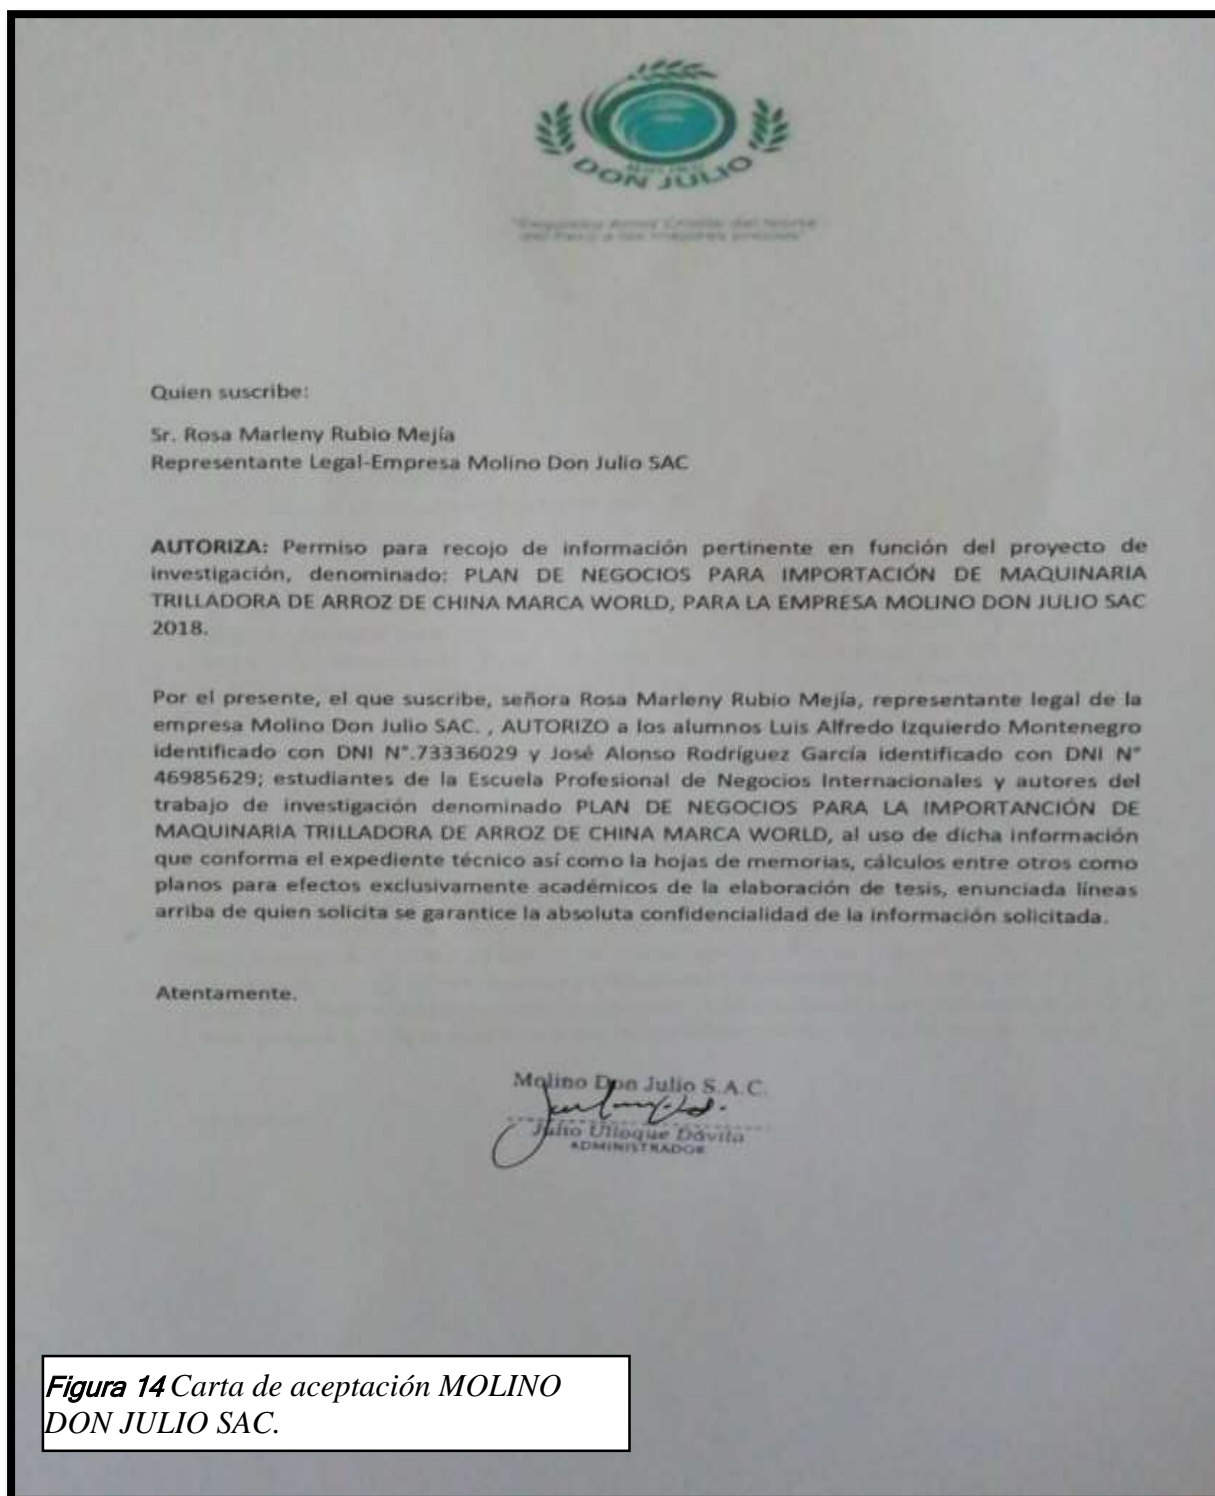 DON JULIO
Quien suscribe:
Sr. Rosa Marleny Rubio Mejía
Representante Legal-Empresa Molino Don Julio SAC
AUTORIZA: Permiso para recojo de información pertinente en función del proyecto de
investigación, denominado: PLAN DE NEGOCIOS PARA IMPORTACIÓN DE MAQUINARIA
TRILLADORA DE ARROZ DE CHINA MARCA WORLD, PARA LA EMPRESA MOLINO DON JULIO SAC
2018.
Por el presente, el que suscribe, señora Rosa Marleny Rubio Mejía, representante legal de la
empresa Molino Don Julio SAC. , AUTORIZO a los alumnos Luis Alfredo Izquierdo Montenegro
identificado con DNI N°.73336029 y José Alonso Rodríguez García identificado con DNI N°
46985629; estudiantes de la Escuela Profesional de Negocios Internacionales y autores del
trabajo de investigación denominado PLAN DE NEGOCIOS PARA LA IMPORTANCIÓN DE
MAQUINARIA TRILLADORA DE ARROZ DE CHINA MARCA WORLD, al uso de dicha información
que conforma el expediente técnico así como la hojas de memorias, cálculos entre otros como
planos para efectos exclusivamente académicos de la elaboración de tesis, enunciada líneas
arriba de quien solicita se garantice la absoluta confidencialidad de la información solicitada.
Atentamente.
Molino Don Julio S.A.C.
Julio Ulloque Dávila
ADMINISTRADOR
Figura 14 Carta de aceptación MOLINO
DON JULIO SAC.